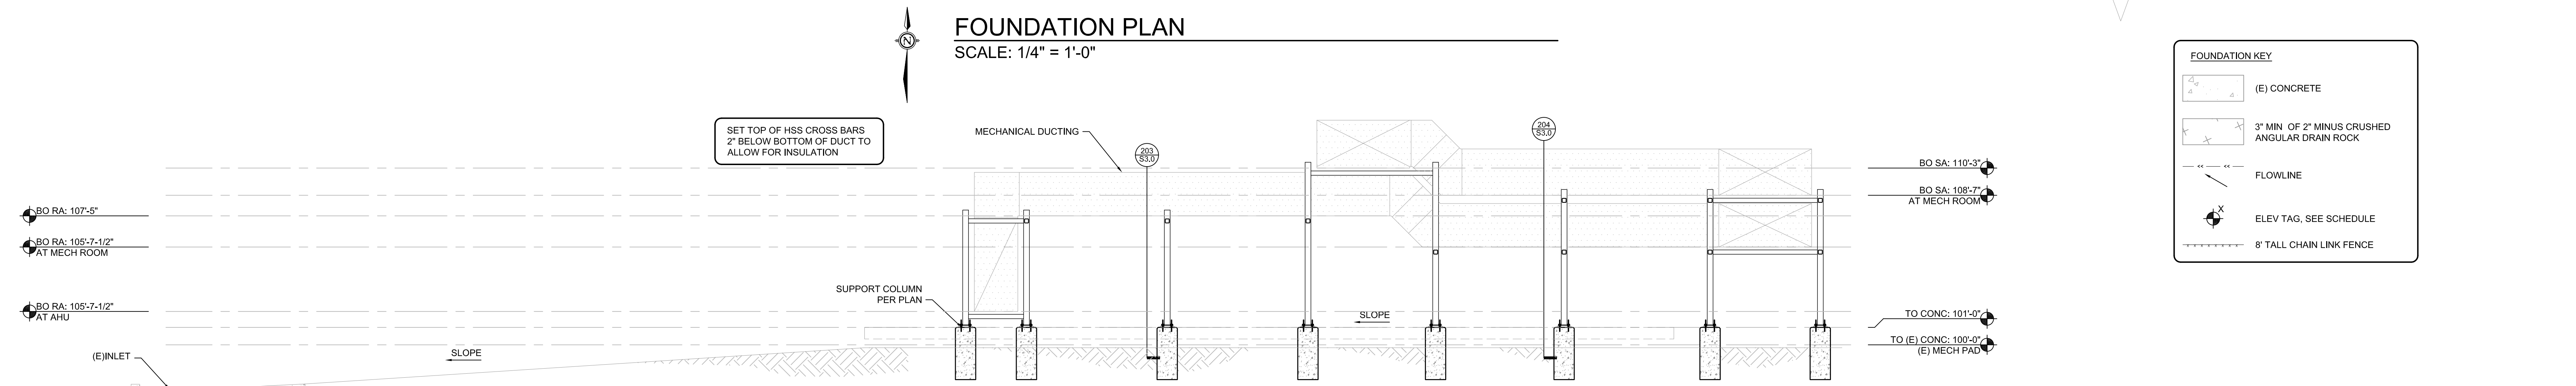 N
FOUNDATION PLAN
SCALE: 1/4" = 1'-0"
SET TOP OF HSS CROSS BARS
2" BELOW BOTTOM OF DUCT TO
ALLOW FOR INSULATION
MECHANICAL DUCTING
203
S3.0
204
S3.0
BO RA: 107'-5"
BO RA: 105'-7-1/2"
AT MECH ROOM
BO RA: 105'-7-1/2"
AT AHU
(E)INLET
SLOPE
SUPPORT COLUMN
PER PLAN
SLOPE
BO SA: 110'-3"
BO SA: 108'-7"
AT MECH ROOM
TO CONC: 101'-0"
TO (E) CONC: 100'-0"
(E) MECH PAD
FOUNDATION KEY
(E) CONCRETE
3" MIN OF 2" MINUS CRUSHED
ANGULAR DRAIN ROCK
<< <<
FLOWLINE
X
ELEV TAG, SEE SCHEDULE
8' TALL CHAIN LINK FENCE